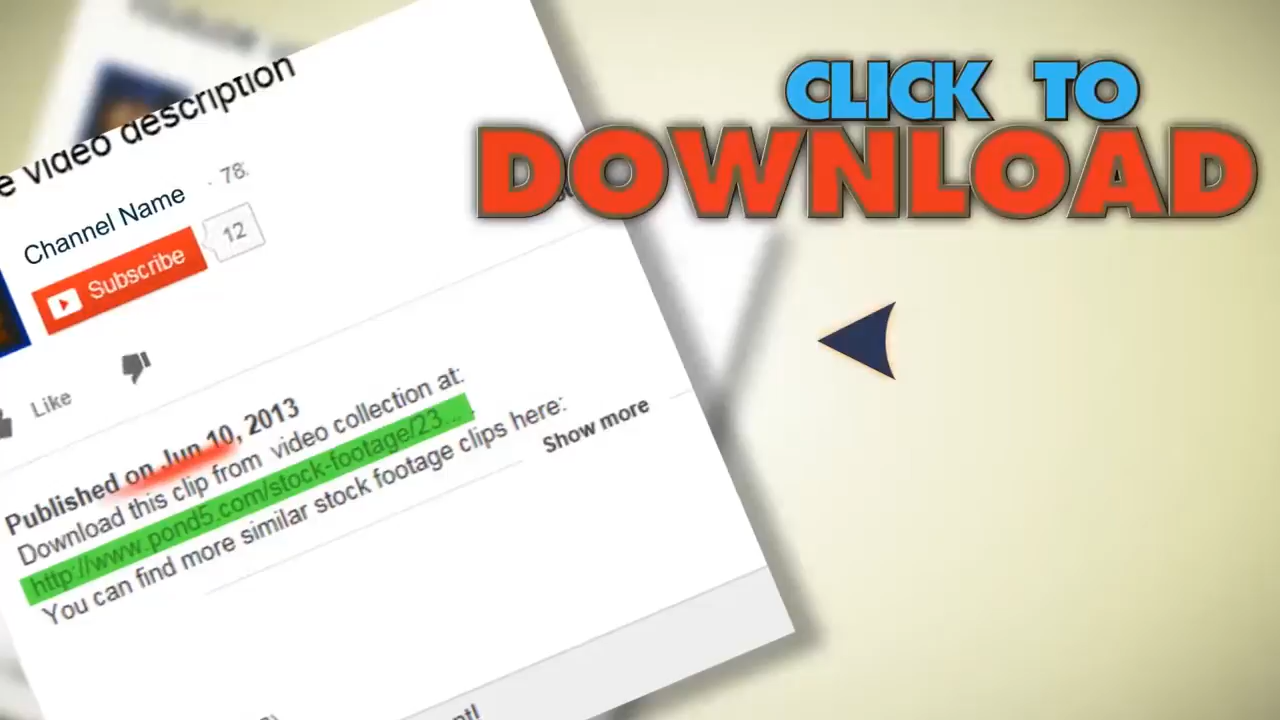 CLICK TO
DOWNLOAD
e video description
Channel Name
78
Subscribe
12
Like
Published on Jun 10, 2013
Download this clip from video collection at:
http://www.pond5.com/stock-footage/23...
You can find more similar stock footage clips here:
Show more